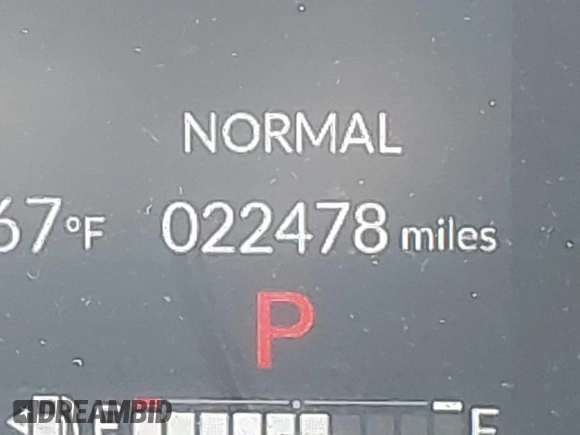 NORMAL
67°F 022478 miles
P
E F
DREAMBID